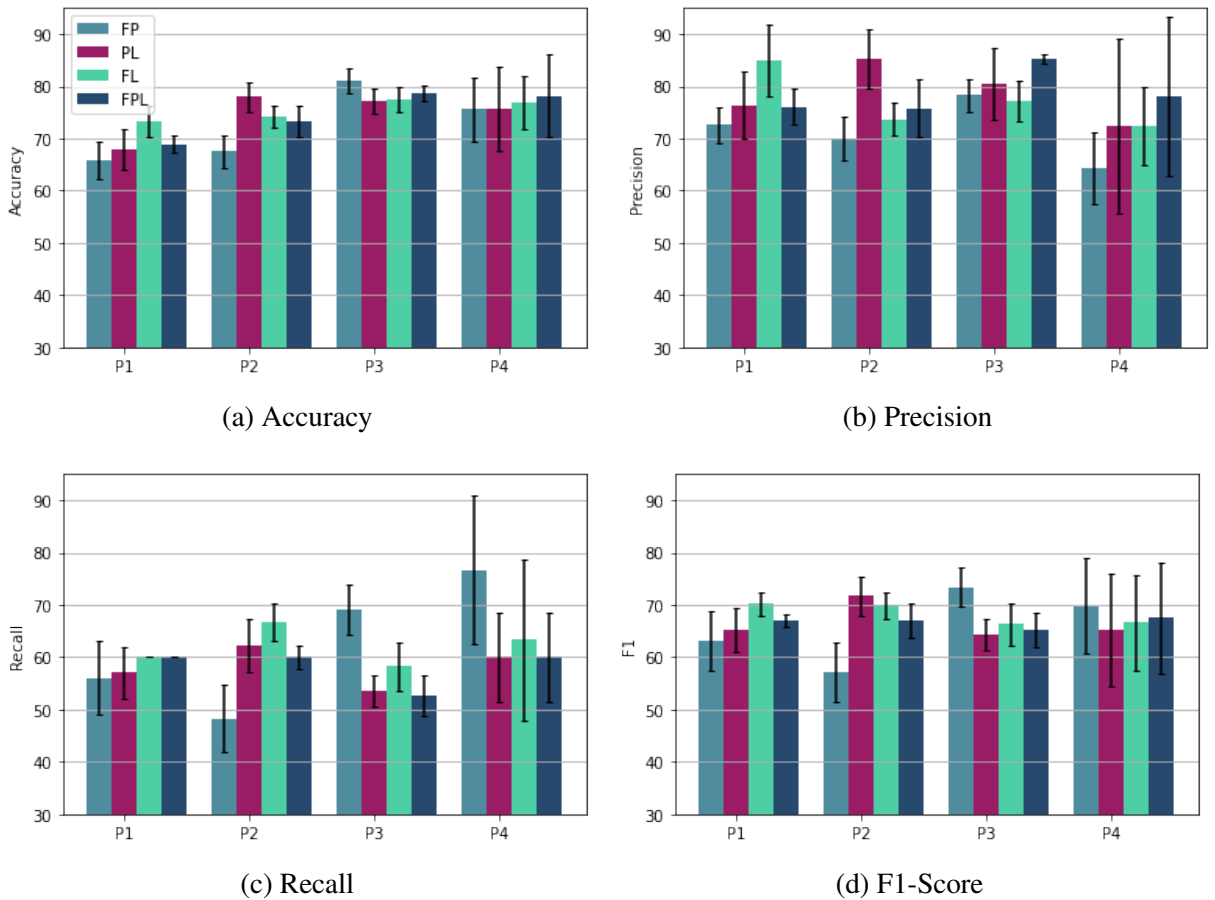 90
80
70
60
50
40
30
Accuracy
FP
PL
FL
FPL
P1 P2 P3 P4
(a) Accuracy
90
80
70
60
50
40
30
Precision
P1 P2 P3 P4
(b) Precision
90
80
70
60
50
40
30
Recall
P1 P2 P3 P4
(c) Recall
90
80
70
60
50
40
30
F1
P1 P2 P3 P4
(d) F1-Score